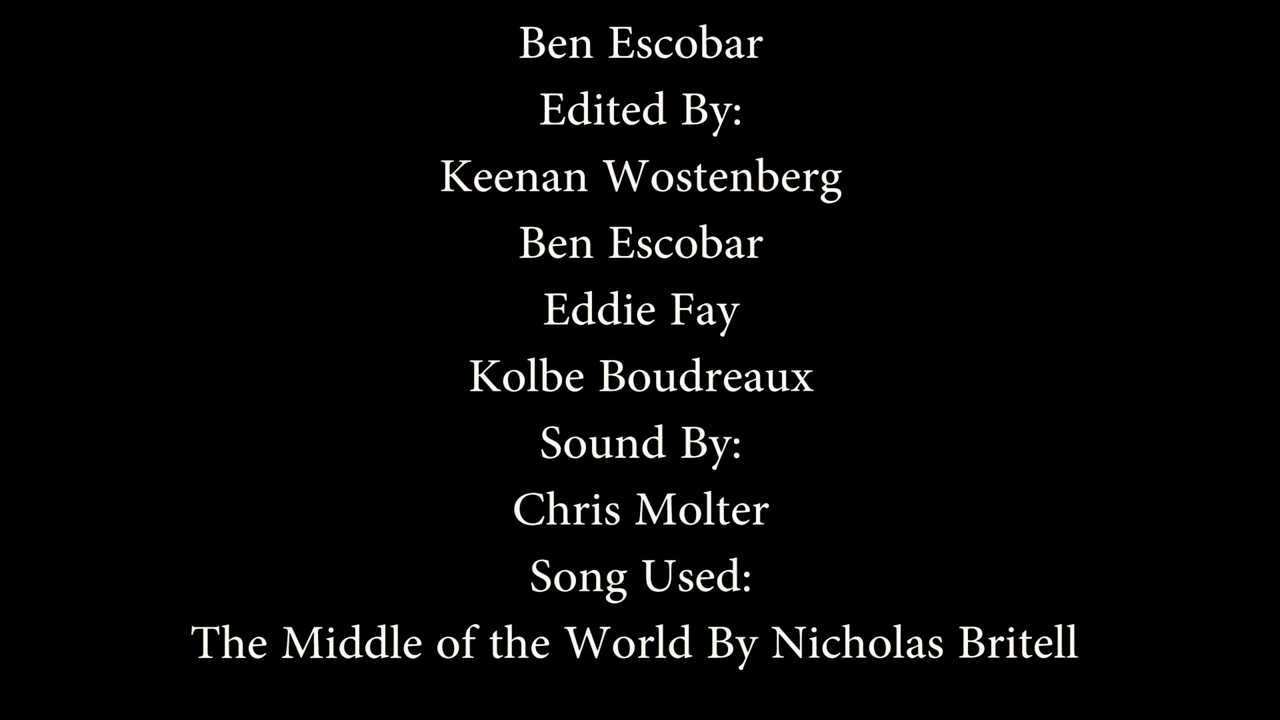 Ben Escobar
Edited By:
Keenan Wostenberg
Ben Escobar
Eddie Fay
Kolbe Boudreaux
Sound By:
Chris Molter
Song Used:
The Middle of the World By Nicholas Britell